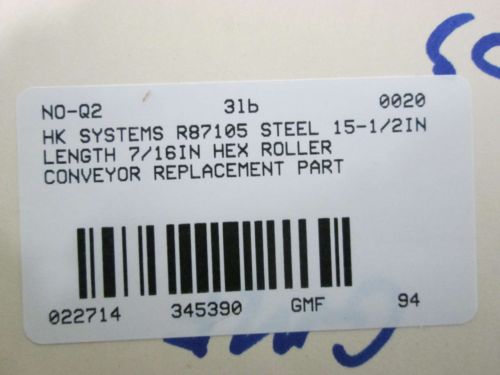 NO-Q2 3lb 0020
HK SYSTEMS R87105 STEEL 15-1/2IN
LENGTH 7/16IN HEX ROLLER
CONVEYOR REPLACEMENT PART
022714 345390 GMF 94